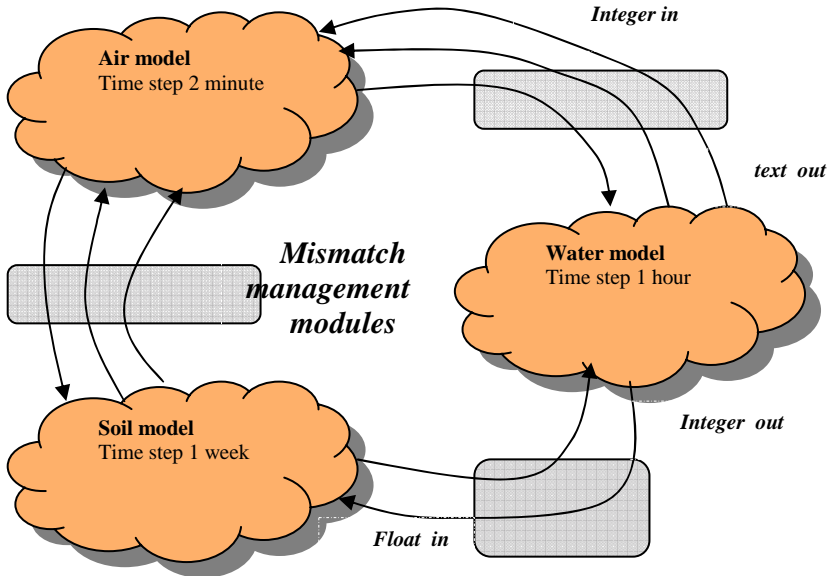 Integer in
Air model
Time step 2 minute
text out
Mismatch
management
modules
Water model
Time step 1 hour
Soil model
Time step 1 week
Integer out
Float in